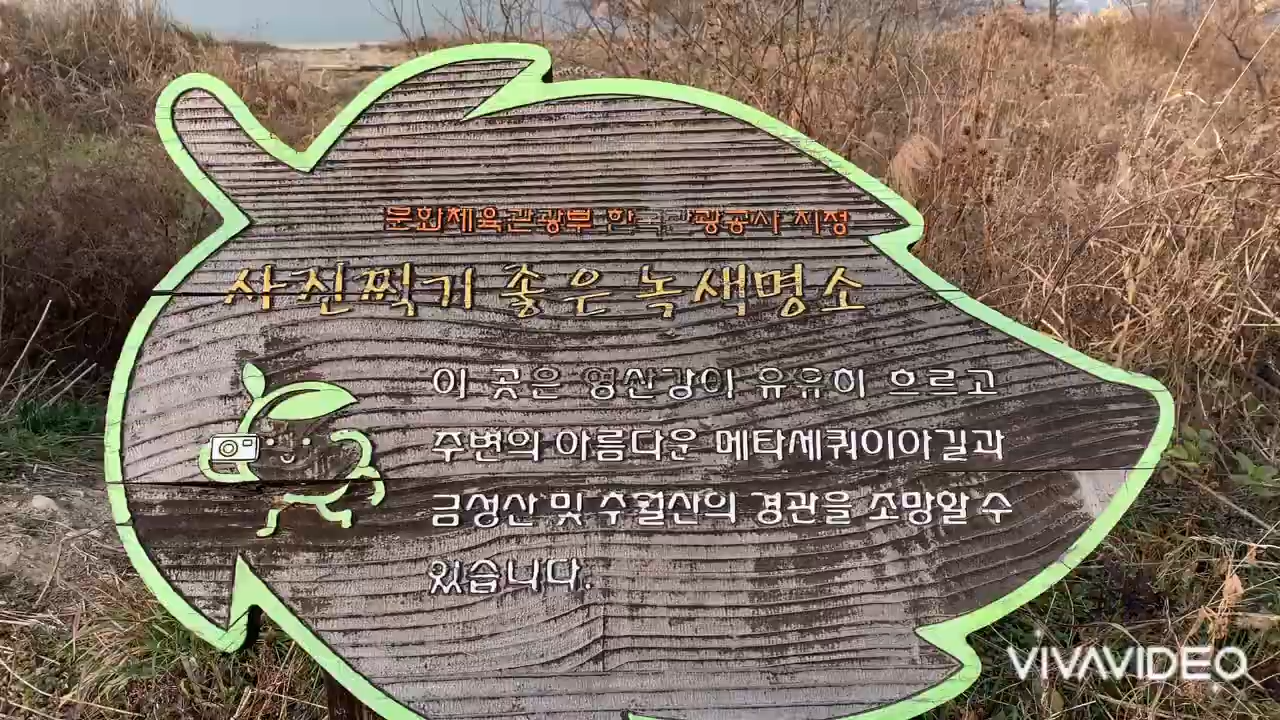 문화체육관광부 한국관광공사 지정
사진찍기 좋은 녹색명소
이 곳은 영산강이 유유히 흐르고
주변의 아름다운 메타세쿼이아길과
금성산 및 추월산의 경관을 조망할 수
있습니다.
VIVAVIDEO